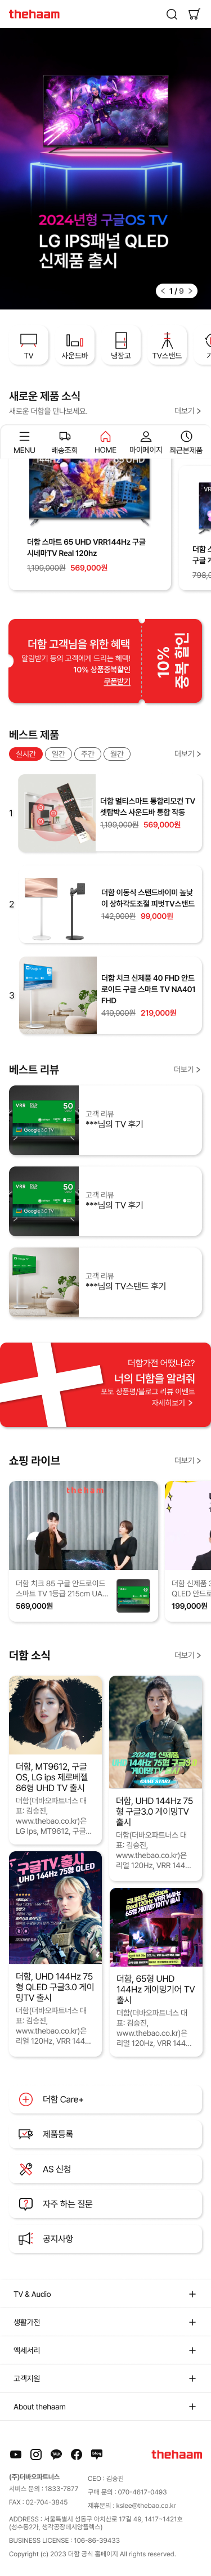 thehaam
2024년형 구글OS TV
LG IPS패널 QLED
신제품 출시
1 / 9
TV
사운드바
냉장고
TV스탠드
새로운 제품 소식
새로운 더함을 만나보세요.
더보기
MENU
배송조회
HOME
마이페이지
최근본제품
더함 스마트 65 UHD VRR144Hz 구글
시네마TV Real 120hz
1,199,000원 569,000원
더함 고객님을 위한 혜택
알림받기 등의 고객에게 드리는 혜택!
10% 상품중복할인
쿠폰받기
10%
중복 할인
베스트 제품
실시간
일간
주간
월간
더보기
1
더함 멀티스마트 통합리모컨 TV
셋탑박스 사운드바 통합 작동
1,199,000원 569,000원
2
더함 이동식 스탠드바이미 높낮
이 상하각도조절 피벗TV스탠드
142,000원 99,000원
3
더함 치크 신제품 40 FHD 안드
로이드 구글 스마트 TV NA401
FHD
419,000원 219,000원
베스트 리뷰
더보기
VRR
50
Google 3.0 TV
고객 리뷰
***님의 TV 후기
VRR
50
Google 3.0 TV
고객 리뷰
***님의 TV 후기
고객 리뷰
***님의 TV스탠드 후기
더함가전 어땠나요?
너의 더함을 알려줘
포토 상품평/블로그 리뷰 이벤트
자세히보기
쇼핑 라이브
더보기
thehaam
더함 치크 85 구글 안드로이드
스마트 TV 1등급 215cm UA...
569,000원
QLED 안드로
199,000원
더함 소식
더보기
더함, MT9612, 구글
OS, LG ips 제로베젤
86형 UHD TV 출시
더함(더바오파트너스 대
표: 김승진,
www.thebao.co.kr)은
LG Ips, MT9612, 구글...
더함, UHD 144Hz 75
형 구글3.0 게이밍TV
출시
더함(더바오파트너스 대
표: 김승진,
www.thebao.co.kr)은
리얼 120Hz, VRR 144...
구글TV 출시
UHD 144Hz 75형 QLED
더함, UHD 144Hz 75
형 QLED 구글3.0 게이
밍TV 출시
더함(더바오파트너스 대
표: 김승진,
www.thebao.co.kr)은
리얼 120Hz, VRR 144...
더함, 65형 UHD
144Hz 게이밍기어 TV
출시
더함(더바오파트너스 대
표: 김승진,
www.thebao.co.kr)은
리얼 120Hz, VRR 144...
더함 Care+
제품등록
AS 신청
자주 하는 질문
공지사항
TV & Audio
생활가전
액세서리
고객지원
About thehaam
thehaam
(주)더바오파트너스
CEO : 김승진
서비스 문의 : 1833-7877
구매 문의 : 070-4617-0493
FAX : 02-704-3845
제휴문의 : kslee@thebao.co.kr
ADDRESS : 서울특별시 성동구 아차산로 17길 49, 1417~1421호
(성수동2가, 생각공장데시앙플렉스)
BUSINESS LICENSE : 106-86-39433
Copyright (c) 2023 더함 공식 홈페이지 All rights reserved.